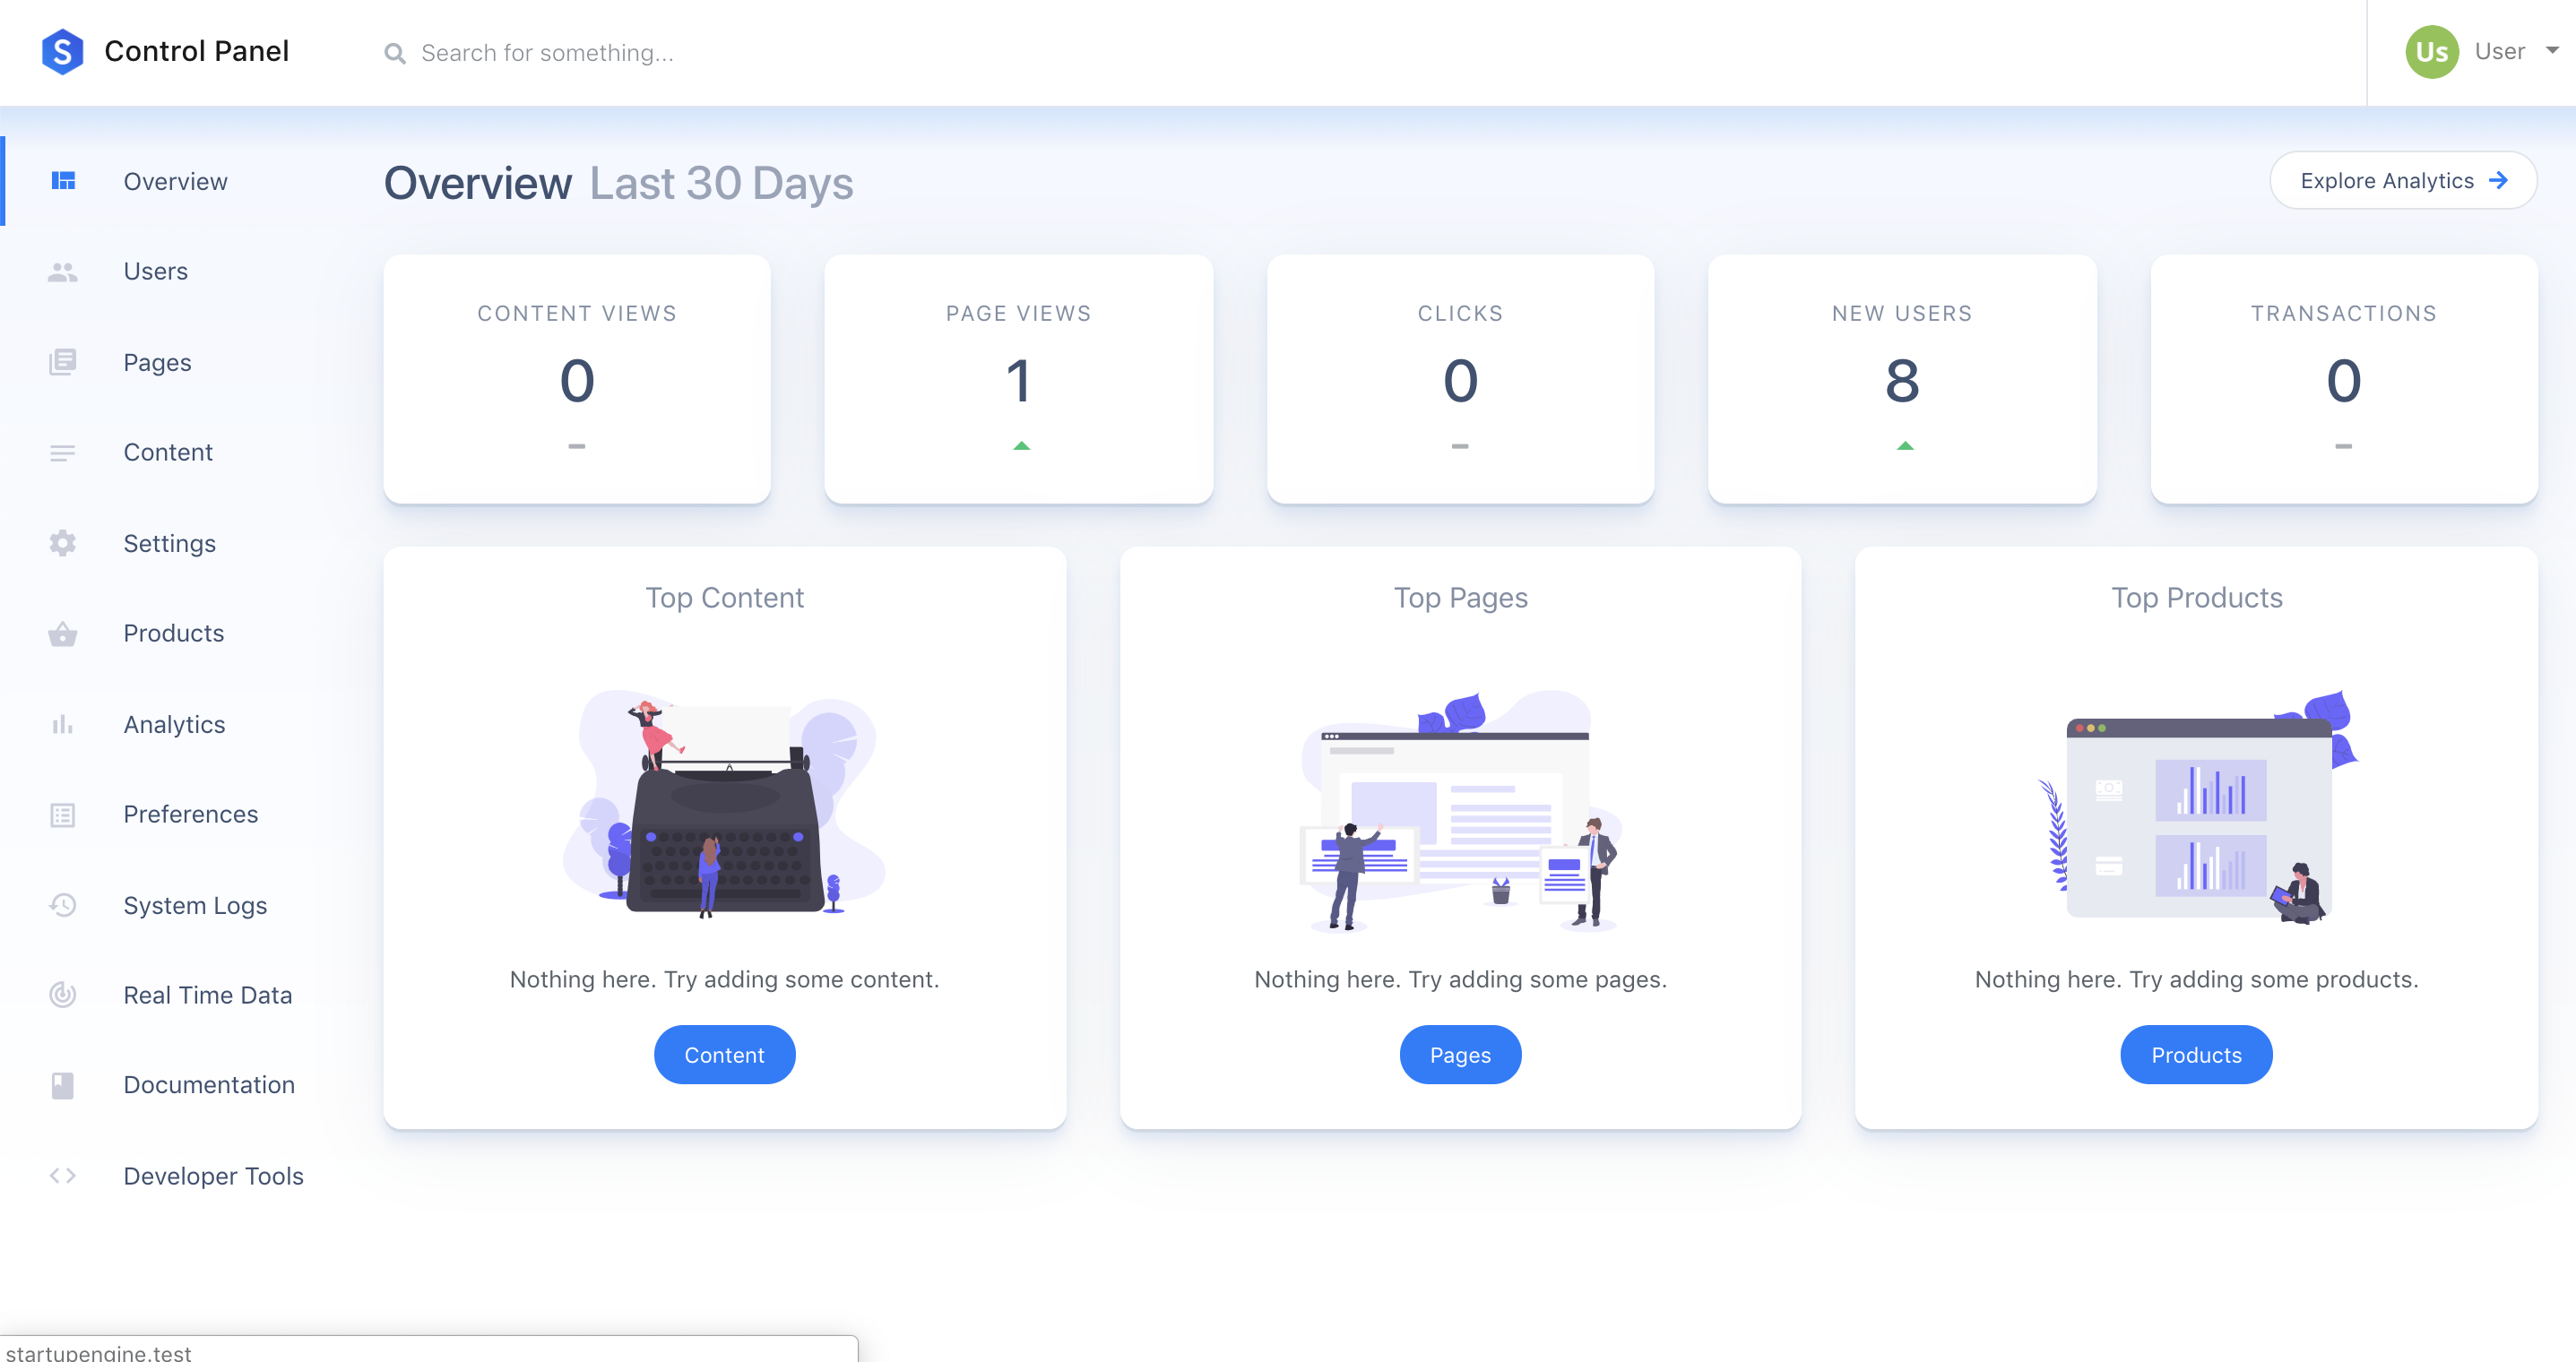 S Control Panel
Search for something...
Us User
Overview
Users
Pages
Content
Settings
Products
Analytics
Preferences
System Logs
Real Time Data
Documentation
Developer Tools
Overview Last 30 Days
Explore Analytics
CONTENT VIEWS
0
PAGE VIEWS
1
CLICKS
0
NEW USERS
8
TRANSACTIONS
0
Top Content
Nothing here. Try adding some content.
Content
Top Pages
Nothing here. Try adding some pages.
Pages
Top Products
Nothing here. Try adding some products.
Products
startupengine.test